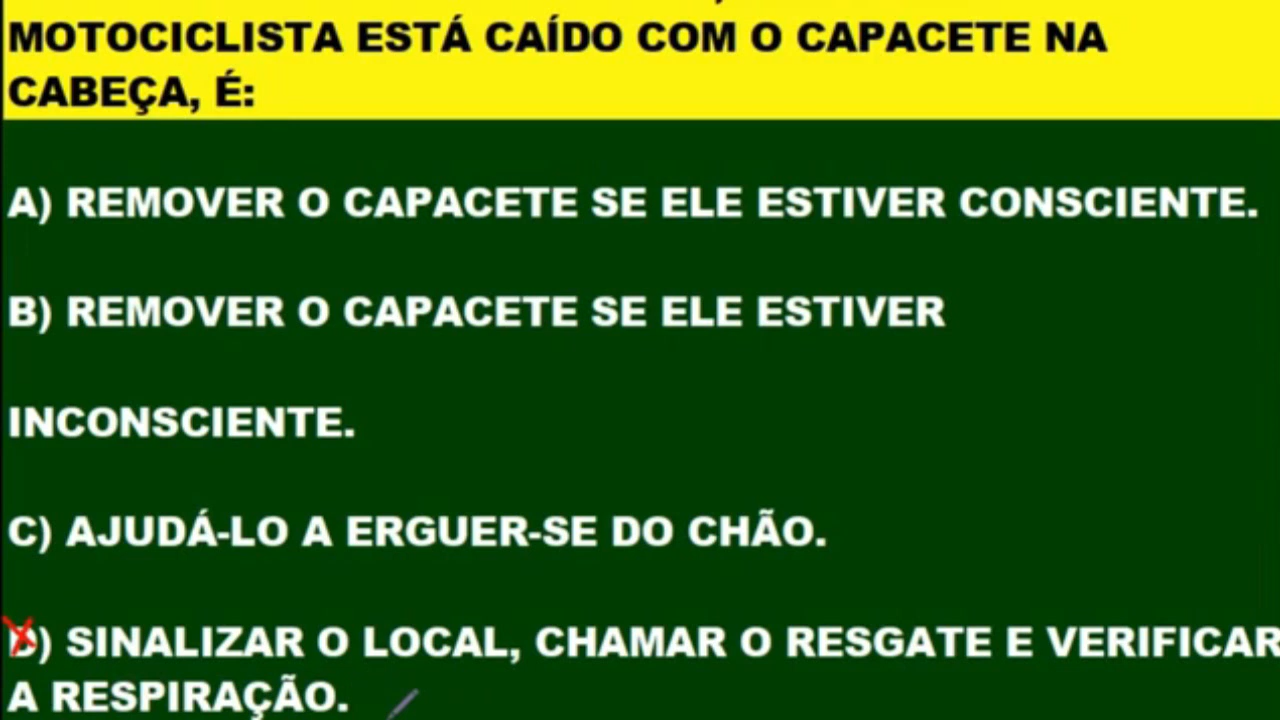 MOTOCICLISTA ESTÁ CAÍDO COM O CAPACETE NA
CABEÇA, É:
A) REMOVER O CAPACETE SE ELE ESTIVER CONSCIENTE.
B) REMOVER O CAPACETE SE ELE ESTIVER
INCONSCIENTE.
C) AJUDÁ-LO A ERGUER-SE DO CHÃO.
D) SINALIZAR O LOCAL, CHAMAR O RESGATE E VERIFICAR
A RESPIRAÇÃO.